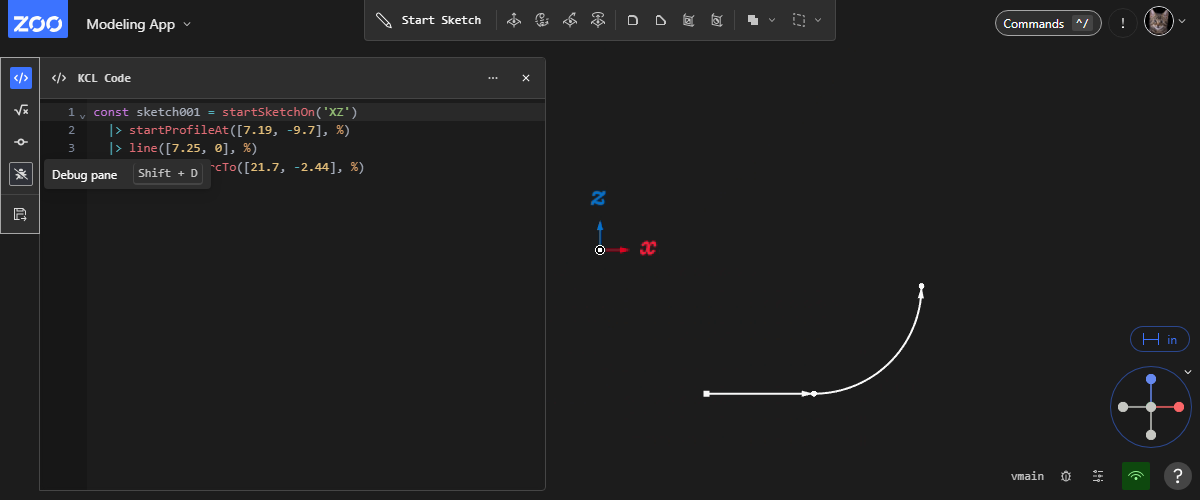 ZOO Modeling App Start Sketch Commands ^/ !
KCL Code ...
1 const sketch001 = startSketchOn('XZ')
2 |> startProfileAt([7.19, -9.7], %)
3 |> line([7.25, 0], %)
rcTo([21.7, -2.44], %)
Debug pane Shift + D
z
x
in
vmain ?